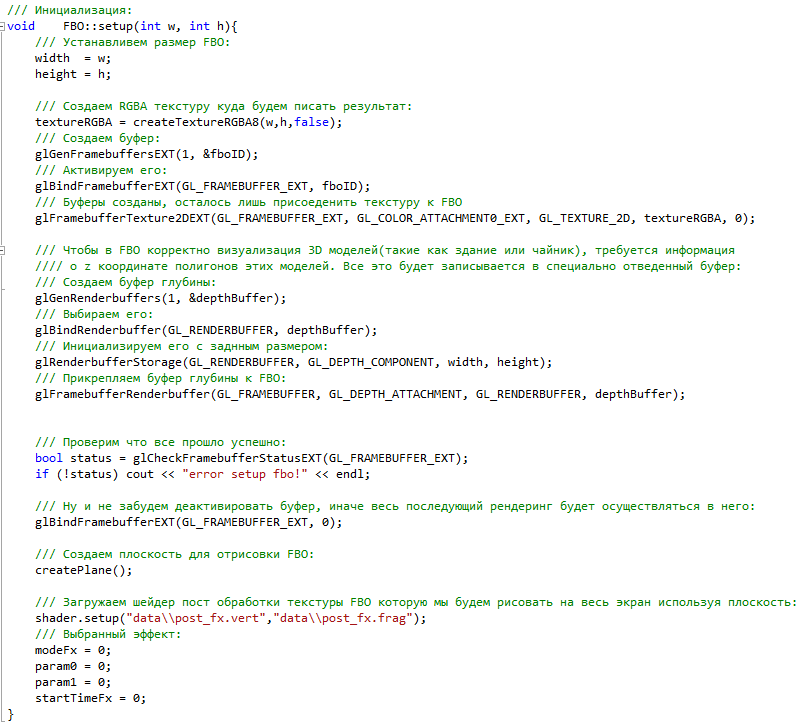 /// Инициализация:
void    FBO::setup(int w, int h){
    /// Устанавливем размер FBO:
    width  = w;
    height = h;

    /// Создаем RGBA текстуру куда будем писать результат:
    textureRGBA = createTextureRGBA8(w,h,false);
    /// Создаем буфер:
    glGenFramebuffersEXT(1, &fboID);
    /// Активируем его:
    glBindFramebufferEXT(GL_FRAMEBUFFER_EXT, fboID);
    /// Буферы созданы, осталось лишь присоеденить текстуру к FBO
    glFramebufferTexture2DEXT(GL_FRAMEBUFFER_EXT, GL_COLOR_ATTACHMENT0_EXT, GL_TEXTURE_2D, textureRGBA, 0);

    /// Чтобы в FBO корректно визуализация 3D моделей(такие как здание или чайник), требуется информация
    //// о z координате полигонов этих моделей. Все это будет записывается в специально отведенный буфер:
    /// Создаем буфер глубины:
    glGenRenderbuffers(1, &depthBuffer);
    /// Выбираем его:
    glBindRenderbuffer(GL_RENDERBUFFER, depthBuffer);
    /// Инициализируем его с заднным размером:
    glRenderbufferStorage(GL_RENDERBUFFER, GL_DEPTH_COMPONENT, width, height);
    /// Прикрепляем буфер глубины к FBO:
    glFramebufferRenderbuffer(GL_FRAMEBUFFER, GL_DEPTH_ATTACHMENT, GL_RENDERBUFFER, depthBuffer);


    /// Проверим что все прошло успешно:
    bool status = glCheckFramebufferStatusEXT(GL_FRAMEBUFFER_EXT);
    if (!status) cout << "error setup fbo!" << endl;

    /// Ну и не забудем деактивировать буфер, иначе весь последующий рендеринг будет осуществляться в него:
    glBindFramebufferEXT(GL_FRAMEBUFFER_EXT, 0);

    /// Создаем плоскость для отрисовки FBO:
    createPlane();

    /// Загружаем шейдер пост обработки текстуры FBO которую мы будем рисовать на весь экран используя плоскость:
    shader.setup("data\\post_fx.vert","data\\post_fx.frag");
    /// Выбранный эффект:
    modeFx = 0;
    param0 = 0;
    param1 = 0;
    startTimeFx = 0;
}